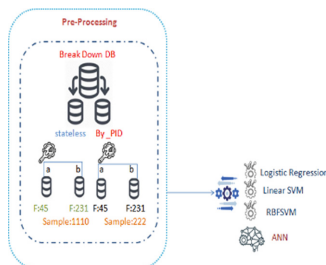 Pre-Processing
Break Down DB
stateless By_PID
a b a b
F:45 F:231 F:45 F:231
Sample:1110 Sample:222
Logistic Regression
Linear SVM
RBFSVM
ANN